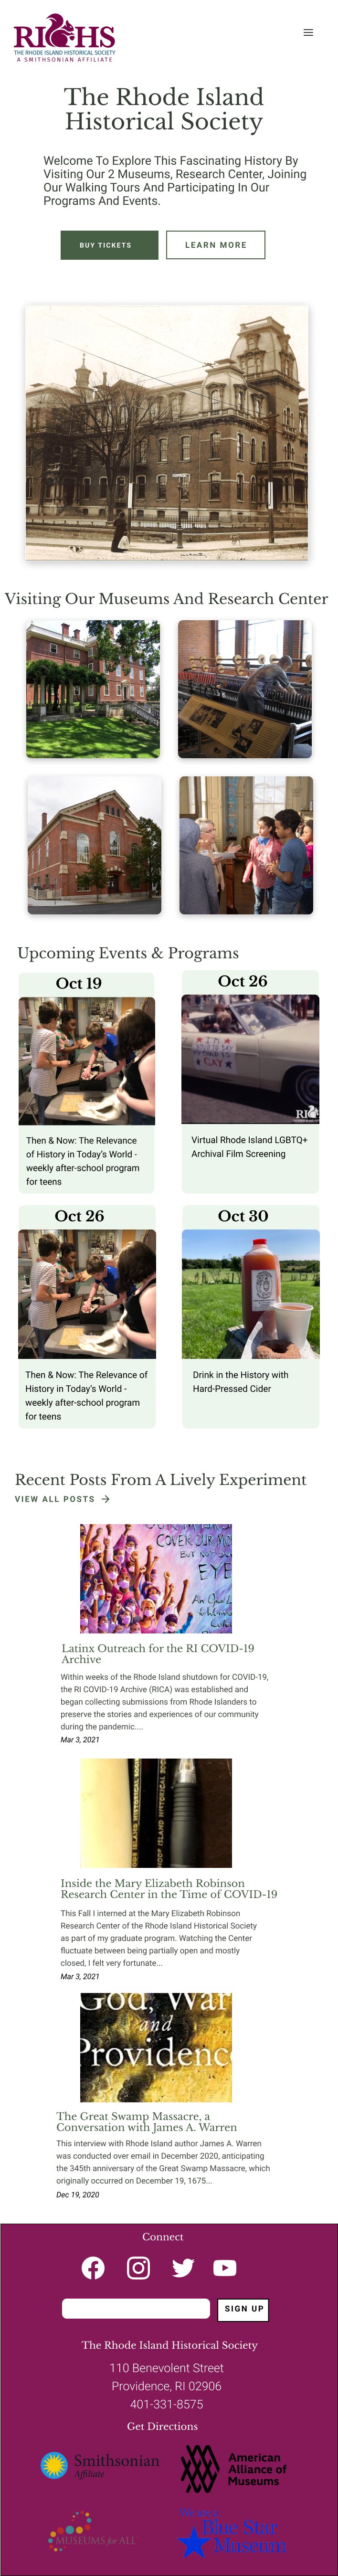 RIHS
THE RHODE ISLAND HISTORICAL SOCIETY
A SMITHSONIAN AFFILIATE
The Rhode Island
Historical Society
Welcome To Explore This Fascinating History By
Visiting Our 2 Museums, Research Center, Joining
Our Walking Tours And Participating In Our
Programs And Events.
BUY TICKETS
LEARN MORE
Visiting Our Museums And Research Center
Upcoming Events & Programs
Oct 19
Then & Now: The Relevance
of History in Today's World -
weekly after-school program
for teens
Oct 26
GAY
RIHS
Virtual Rhode Island LGBTQ+
Archival Film Screening
Oct 26
Then & Now: The Relevance of
History in Today's World -
weekly after-school program
for teens
Oct 30
Drink in the History with
Hard-Pressed Cider
Recent Posts From A Lively Experiment
VIEW ALL POSTS →
COVER OUR MO
BUT NOT
EYE
Latinx Outreach for the RI COVID-19
Archive
Within weeks of the Rhode Island shutdown for COVID-19,
the RI COVID-19 Archive (RICA) was established and
began collecting submissions from Rhode Islanders to
preserve the stories and experiences of our community
during the pandemic....
Mar 3, 2021
Inside the Mary Elizabeth Robinson
Research Center in the Time of COVID-19
This Fall I interned at the Mary Elizabeth Robinson
Research Center of the Rhode Island Historical Society
as part of my graduate program. Watching the Center
fluctuate between being partially open and mostly
closed, I felt very fortunate...
Mar 3, 2021
God, War
and
Providence
The Great Swamp Massacre, a
Conversation with James A. Warren
This interview with Rhode Island author James A. Warren
was conducted over email in December 2020, anticipating
the 345th anniversary of the Great Swamp Massacre, which
originally occurred on December 19, 1675...
Dec 19, 2020
Connect
SIGN UP
The Rhode Island Historical Society
110 Benevolent Street
Providence, RI 02906
401-331-8575
Get Directions
Smithsonian
Affiliate
American
Alliance of
Museums
MUSEUMS for ALL
Blue Star
Museum